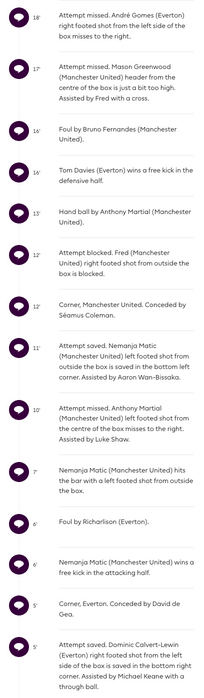 18'
Attempt missed. André Gomes (Everton)
right footed shot from the left side of the
box misses to the right.
17'
Attempt missed. Mason Greenwood
(Manchester United) header from the
centre of the box is just a bit too high.
Assisted by Fred with a cross.
16'
Foul by Bruno Fernandes (Manchester
United).
16'
Tom Davies (Everton) wins a free kick in the
defensive half.
13'
Hand ball by Anthony Martial (Manchester
United).
12'
Attempt blocked. Fred (Manchester
United) right footed shot from outside the
box is blocked.
12'
Corner, Manchester United. Conceded by
Séamus Coleman.
11'
Attempt saved. Nemanja Matic
(Manchester United) left footed shot from
outside the box is saved in the bottom left
corner. Assisted by Aaron Wan-Bissaka.
10'
Attempt missed. Anthony Martial
(Manchester United) left footed shot from
the centre of the box misses to the right.
Assisted by Luke Shaw.
7'
Nemanja Matic (Manchester United) hits
the bar with a left footed shot from outside
the box.
6'
Foul by Richarlison (Everton).
6'
Nemanja Matic (Manchester United) wins a
free kick in the attacking half.
5'
Corner, Everton. Conceded by David de
Gea.
5'
Attempt saved. Dominic Calvert-Lewin
(Everton) right footed shot from the left
side of the box is saved in the bottom right
corner. Assisted by Michael Keane with a
through ball.